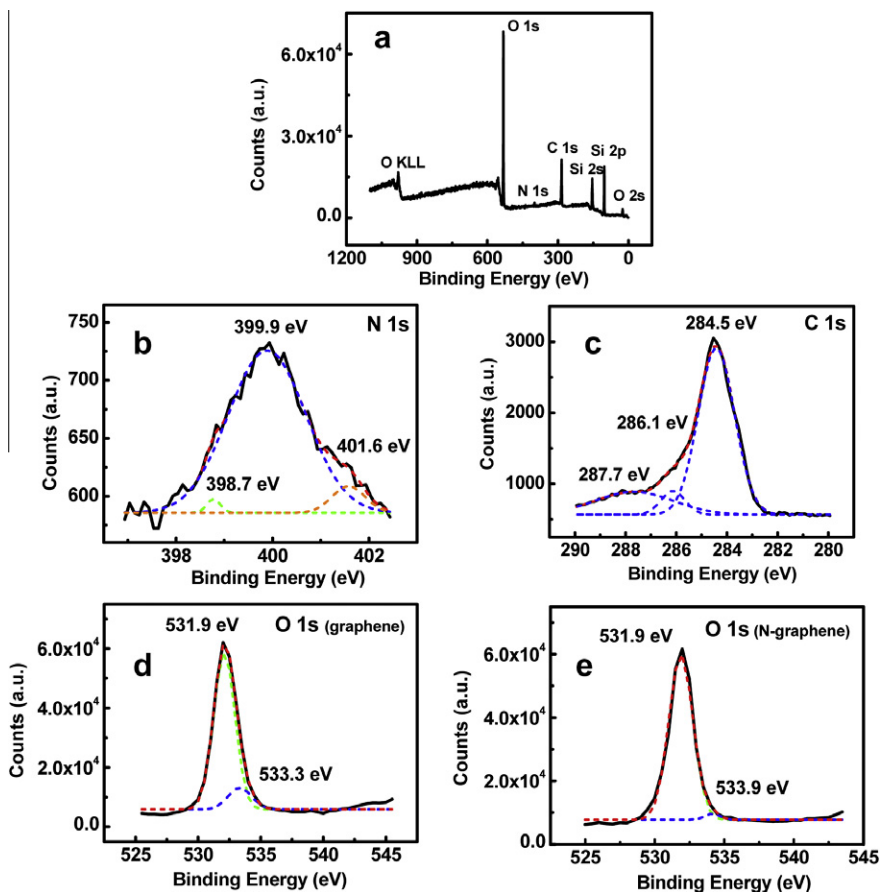 a
O 1s
6.0x10⁴
3.0x10⁴
0.0
Counts (a.u.)
O KLL
N 1s
C 1s
Si 2s
Si 2p
O 2s
1200 900 600 300 0
Binding Energy (eV)
b
399.9 eV
N 1s
750
725
700
675
650
625
600
575
Counts (a.u.)
401.6 eV
398.7 eV
398 400 402
Binding Energy (eV)
c
284.5 eV
C 1s
3000
2000
1000
0
Counts (a.u.)
286.1 eV
287.7 eV
290 288 286 284 282 280
Binding Energy (eV)
d
531.9 eV
O 1s (graphene)
6.0x10⁴
4.0x10⁴
2.0x10⁴
0.0
Counts (a.u.)
533.3 eV
525 530 535 540 545
Binding Energy (eV)
e
531.9 eV
O 1s (N-graphene)
6.0x10⁴
4.0x10⁴
2.0x10⁴
0.0
Counts (a.u.)
533.9 eV
525 530 535 540 545
Binding Energy (eV)